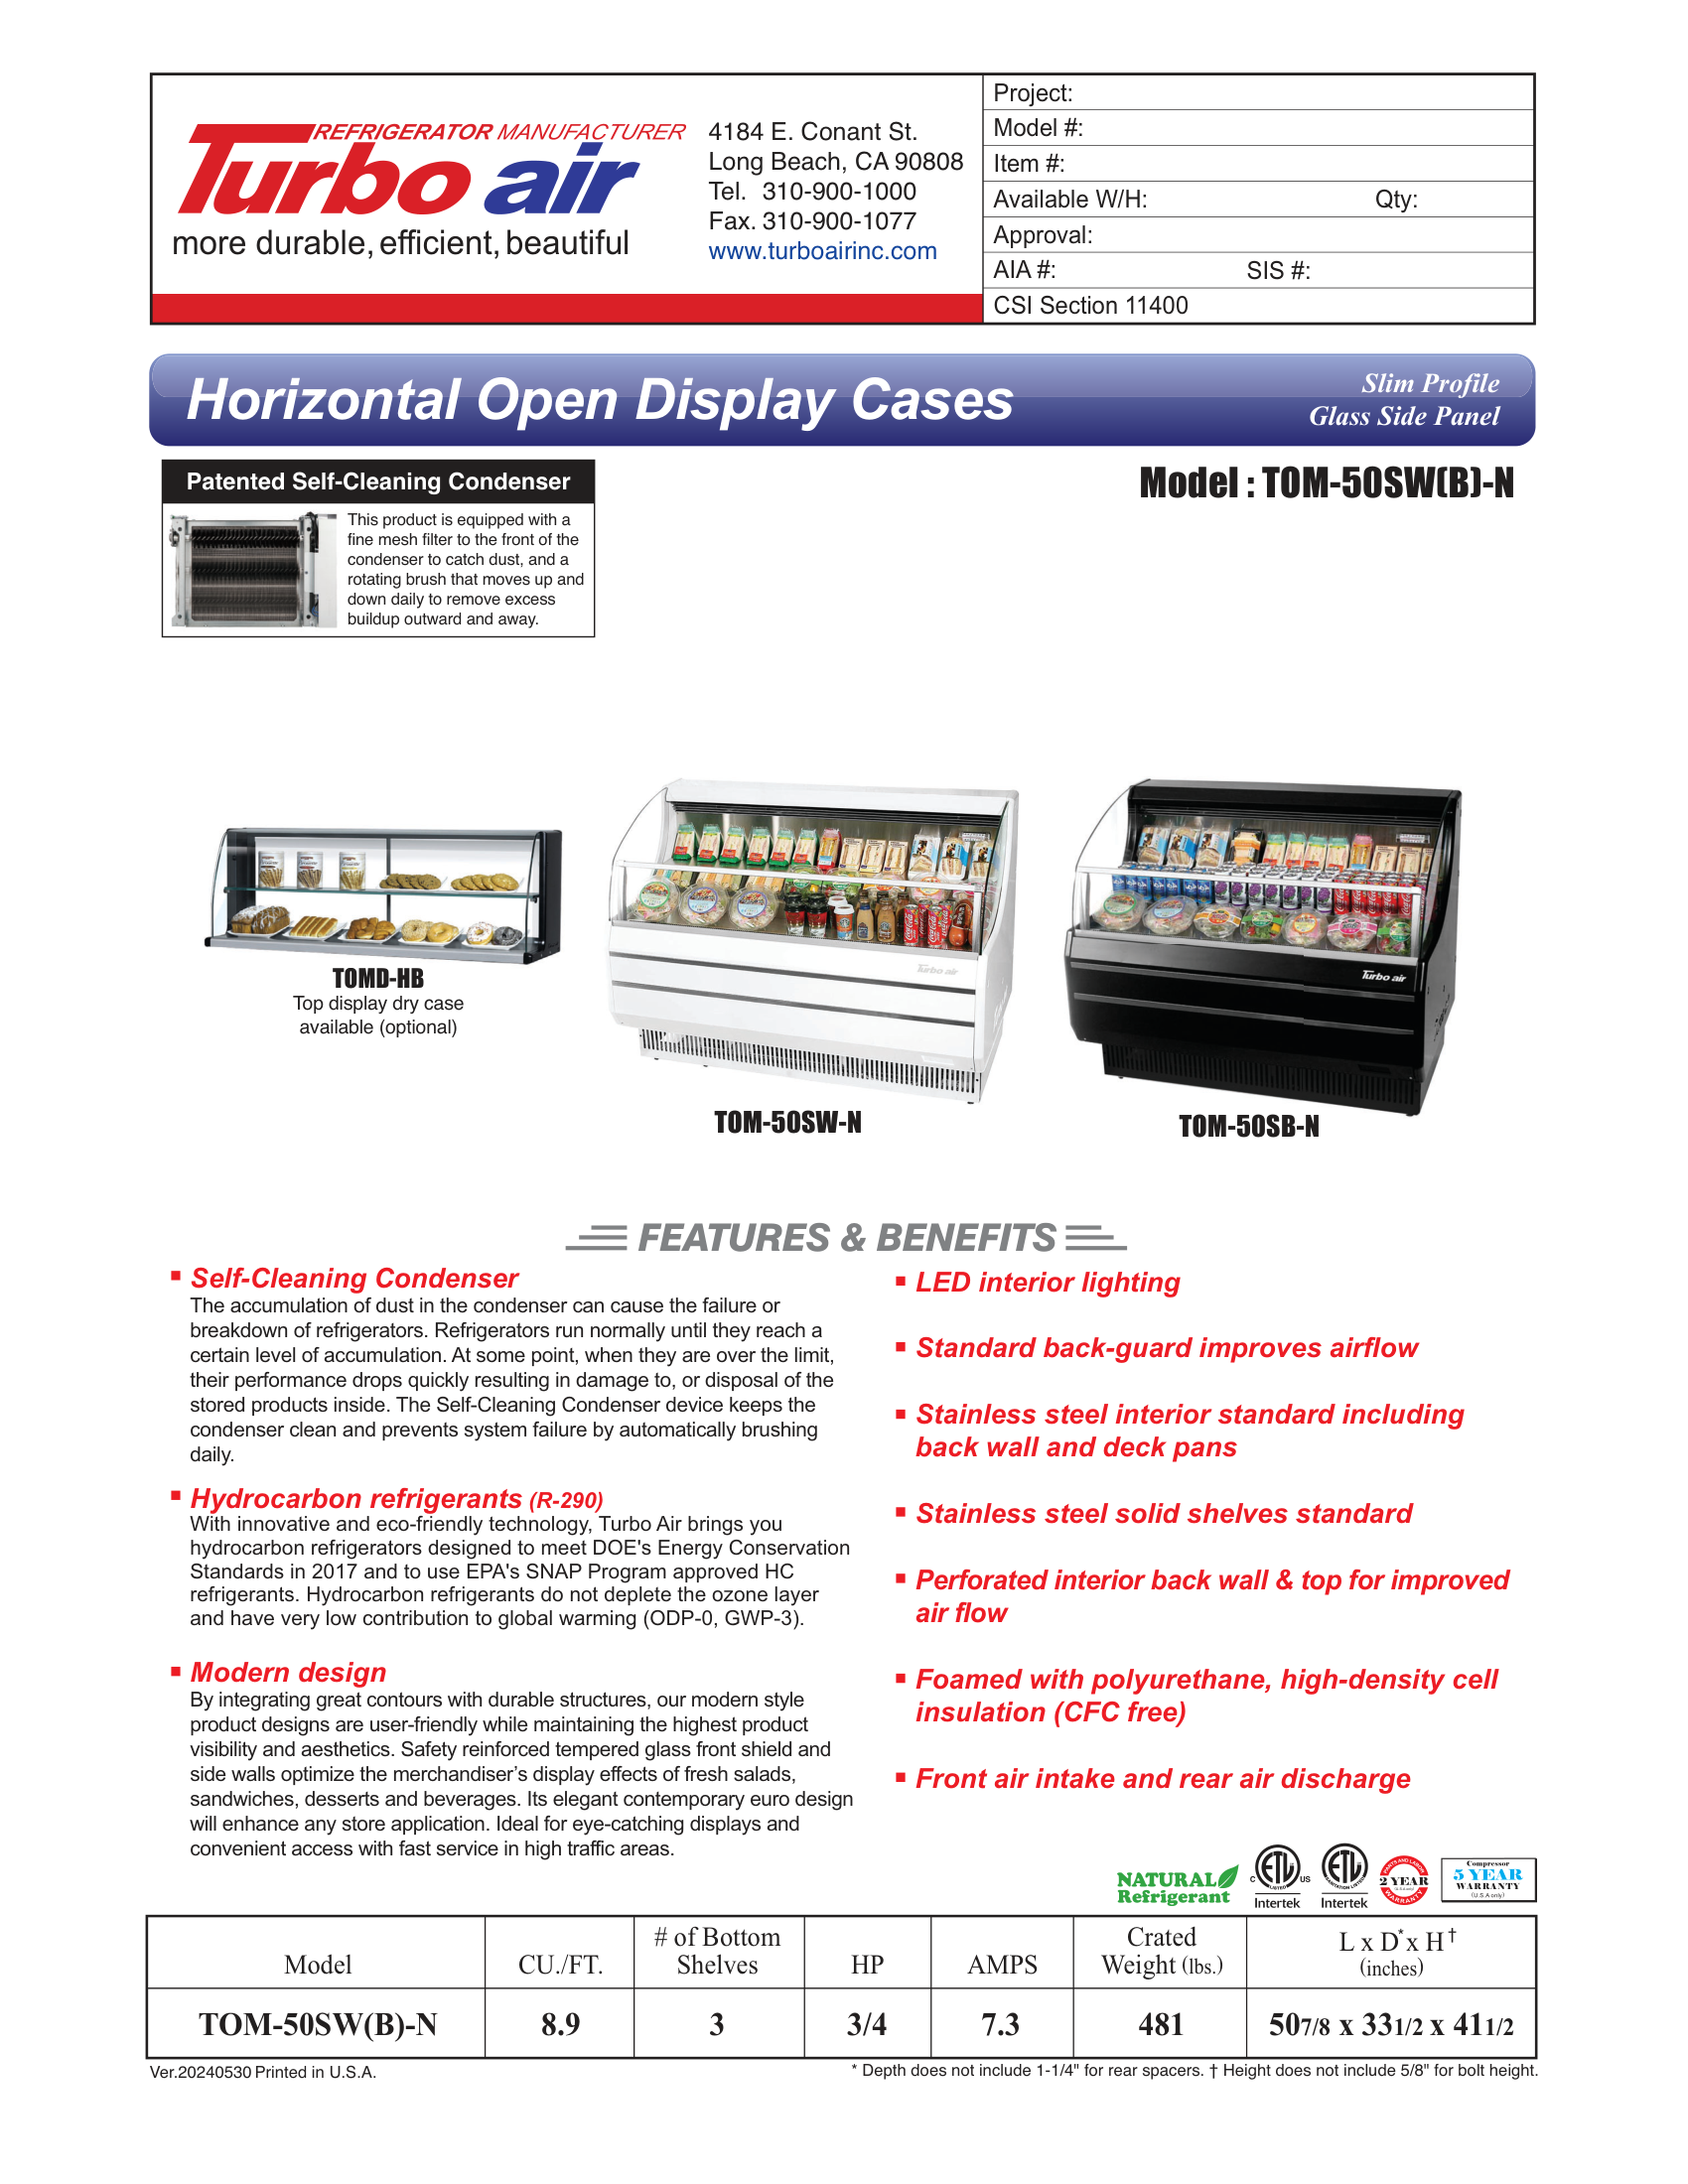 REFRIGERATOR MANUFACTURER
Turbo air
more durable, efficient, beautiful
4184 E. Conant St.
Long Beach, CA 90808
Tel. 310-900-1000
Fax. 310-900-1077
www.turboairinc.com
Project:
Model #:
Item #:
Available W/H: Qty:
Approval:
AIA #: SIS #:
CSI Section 11400
Horizontal Open Display Cases
Slim Profile
Glass Side Panel
Patented Self-Cleaning Condenser
This product is equipped with a
fine mesh filter to the front of the
condenser to catch dust, and a
rotating brush that moves up and
down daily to remove excess
buildup outward and away.
Model : TOM-50SW(B)-N
TOMD-HB
Top display dry case
available (optional)
Turbo air
TOM-50SW-N
Turbo air
TOM-50SB-N
FEATURES & BENEFITS
▪ Self-Cleaning Condenser
The accumulation of dust in the condenser can cause the failure or
breakdown of refrigerators. Refrigerators run normally until they reach a
certain level of accumulation. At some point, when they are over the limit,
their performance drops quickly resulting in damage to, or disposal of the
stored products inside. The Self-Cleaning Condenser device keeps the
condenser clean and prevents system failure by automatically brushing
daily.
▪ Hydrocarbon refrigerants (R-290)
With innovative and eco-friendly technology, Turbo Air brings you
hydrocarbon refrigerators designed to meet DOE's Energy Conservation
Standards in 2017 and to use EPA's SNAP Program approved HC
refrigerants. Hydrocarbon refrigerants do not deplete the ozone layer
and have very low contribution to global warming (ODP-0, GWP-3).
▪ Modern design
By integrating great contours with durable structures, our modern style
product designs are user-friendly while maintaining the highest product
visibility and aesthetics. Safety reinforced tempered glass front shield and
side walls optimize the merchandiser's display effects of fresh salads,
sandwiches, desserts and beverages. Its elegant contemporary euro design
will enhance any store application. Ideal for eye-catching displays and
convenient access with fast service in high traffic areas.
▪ LED interior lighting
▪ Standard back-guard improves airflow
▪ Stainless steel interior standard including
back wall and deck pans
▪ Stainless steel solid shelves standard
▪ Perforated interior back wall & top for improved
air flow
▪ Foamed with polyurethane, high-density cell
insulation (CFC free)
▪ Front air intake and rear air discharge
NATURAL
Refrigerant
C ETL US
LISTED
Intertek
ETL
Intertek
PARTS AND LABOR
2 YEAR
WARRANTY
Compressor
5 YEAR
WARRANTY
(U.S.A only)
Model CU./FT. # of Bottom Shelves HP AMPS Crated Weight (lbs.) L x D* x H† (inches)
TOM-50SW(B)-N 8.9 3 3/4 7.3 481 507/8 x 331/2 x 411/2
Ver.20240530 Printed in U.S.A.
* Depth does not include 1-1/4" for rear spacers. † Height does not include 5/8" for bolt height.